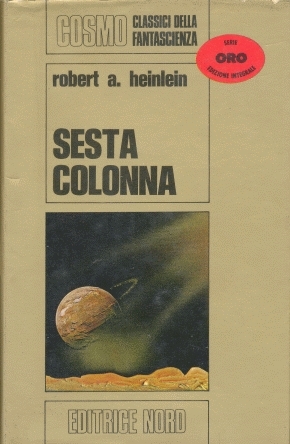 COSMO
CLASSICI DELLA
FANTASCIENZA
SERIE
ORO
EDIZIONE INTEGRALE
robert a. heinlein
SESTA
COLONNA
EDITRICE NORD